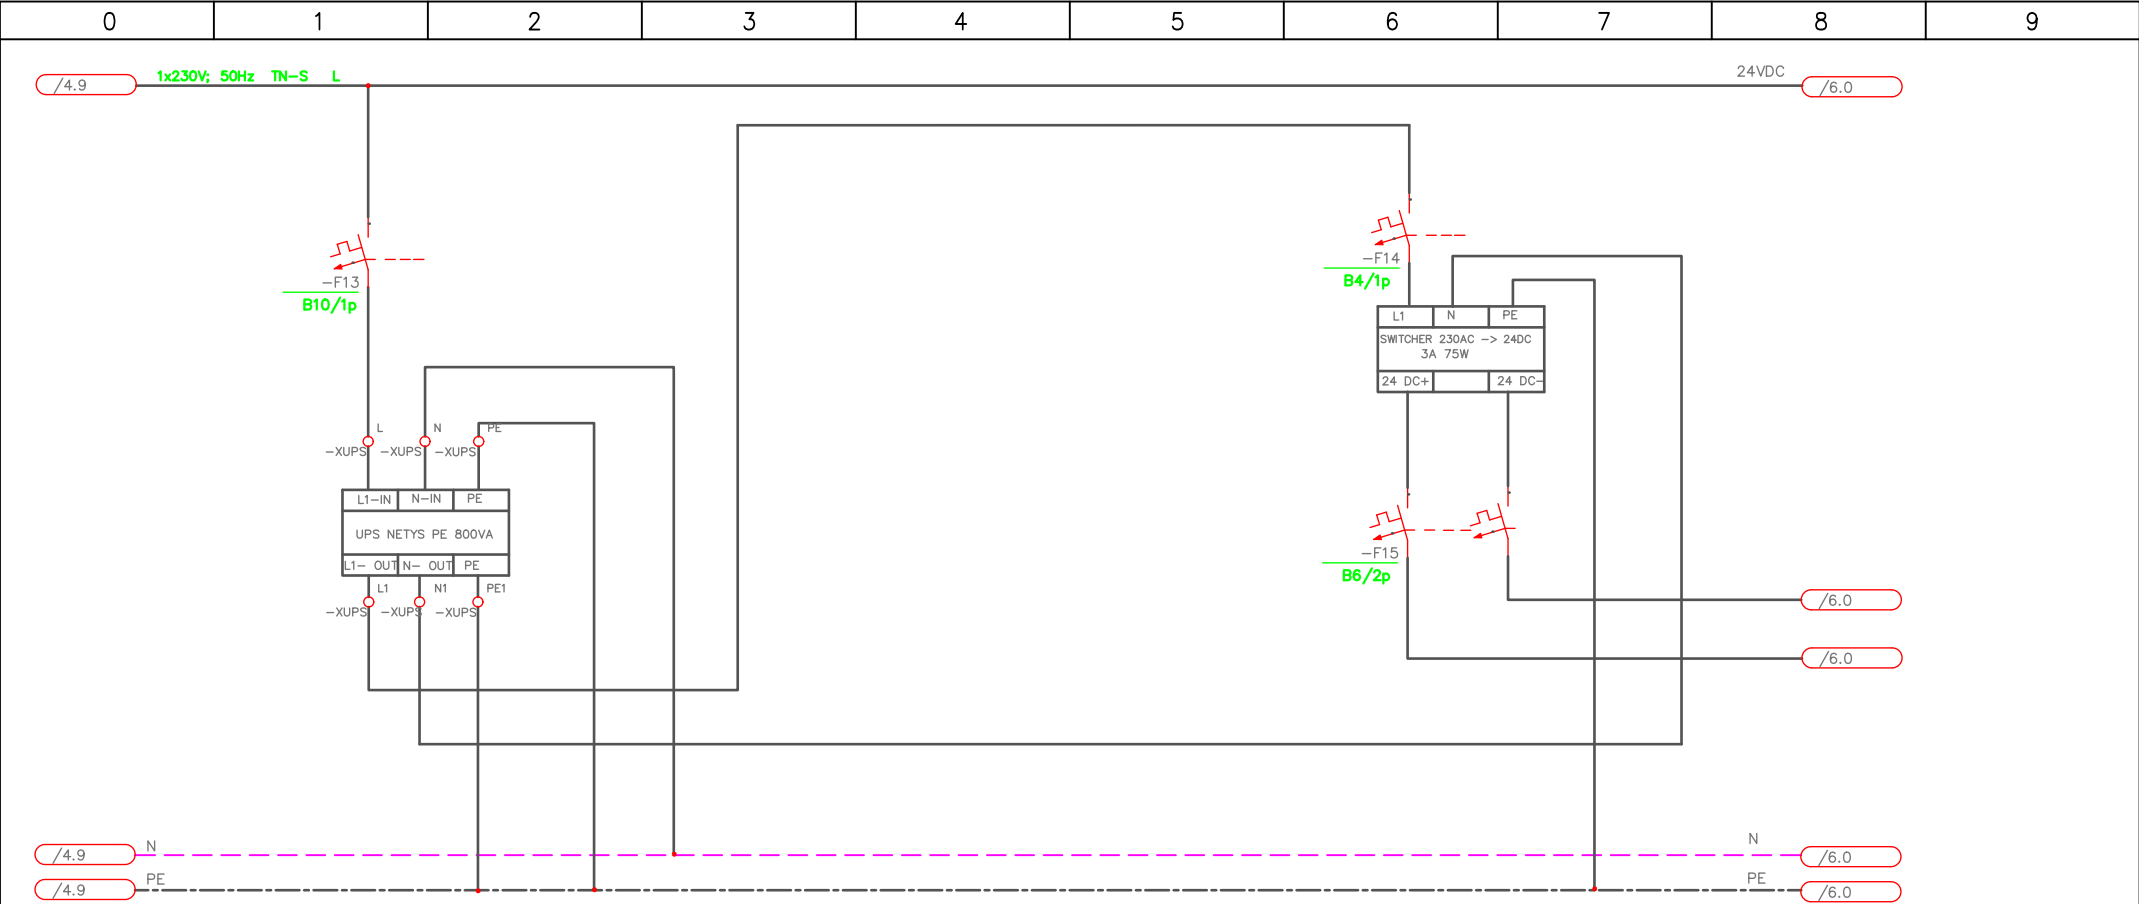 0 1 2 3 4 5 6 7 8 9
/4.9 1x230V; 50Hz TN-S L 24VDC /6.0
-F13
B10/1p
-F14
B4/1p
L1 N PE
SWITCHER 230AC -> 24DC
3A 75W
24 DC+ 24 DC-
L N PE
-XUPS -XUPS -XUPS
L1-IN N-IN PE
UPS NETYS PE 800VA
L1- OUT N- OUT PE
L1 N1 PE1
-XUPS -XUPS -XUPS
-F15
B6/2p
/6.0
/6.0
/4.9 N N /6.0
/4.9 PE PE /6.0